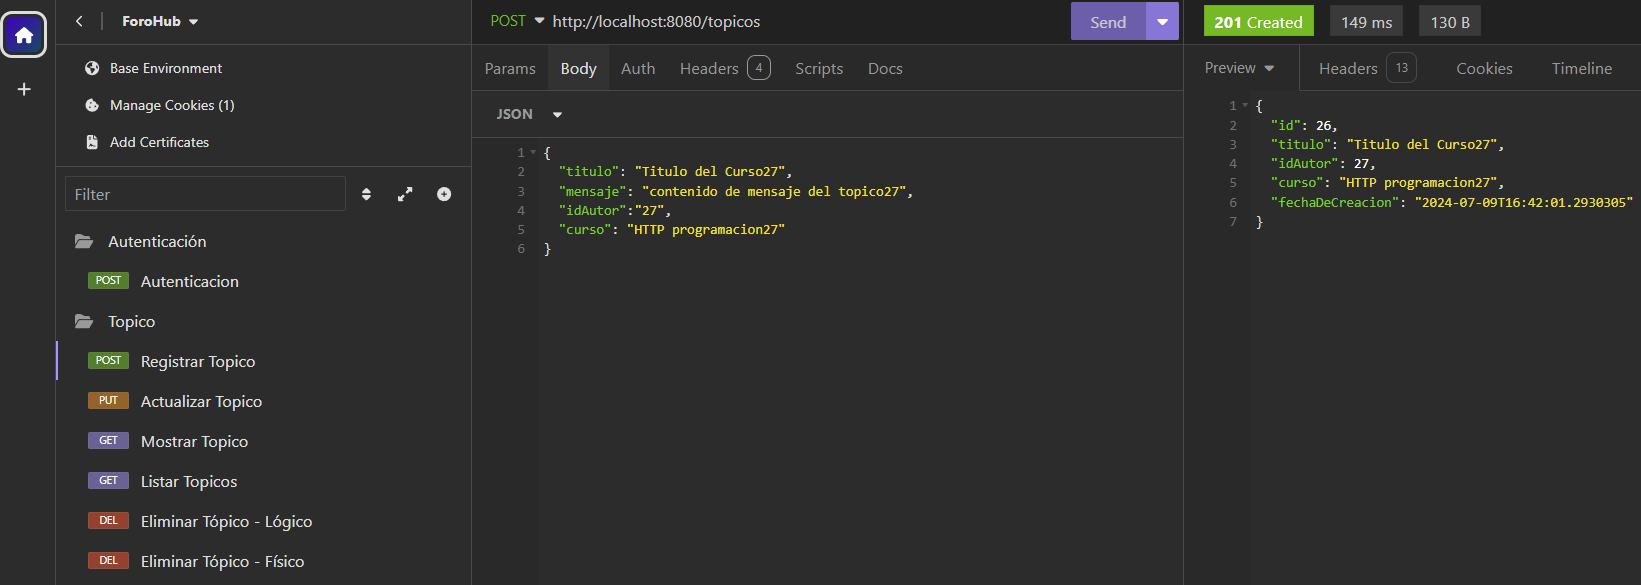 ForoHub
Base Environment
Manage Cookies (1)
Add Certificates
Filter
Autenticación
POST Autenticacion
Topico
POST Registrar Topico
PUT Actualizar Topico
GET Mostrar Topico
GET Listar Topicos
DEL Eliminar Tópico - Lógico
DEL Eliminar Tópico - Físico
POST http://localhost:8080/topicos Send
Params Body Auth Headers 4 Scripts Docs
JSON
1 {
2 "titulo": "Titulo del Curso27",
3 "mensaje": "contenido de mensaje del topico27",
4 "idAutor":"27",
5 "curso": "HTTP programacion27"
6 }
201 Created 149 ms 130 B
Preview Headers 13 Cookies Timeline
1 {
2 "id": 26,
3 "titulo": "Titulo del Curso27",
4 "idAutor": 27,
5 "curso": "HTTP programacion27",
6 "fechaDeCreacion": "2024-07-09T16:42:01.2930305"
7 }